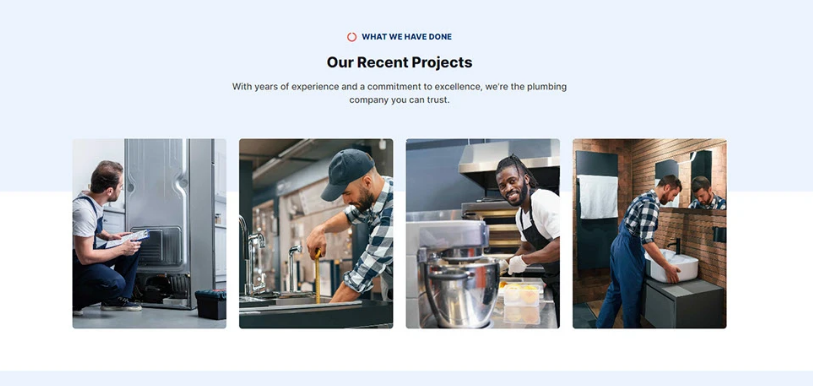 WHAT WE HAVE DONE
Our Recent Projects
With years of experience and a commitment to excellence, we're the plumbing
company you can trust.